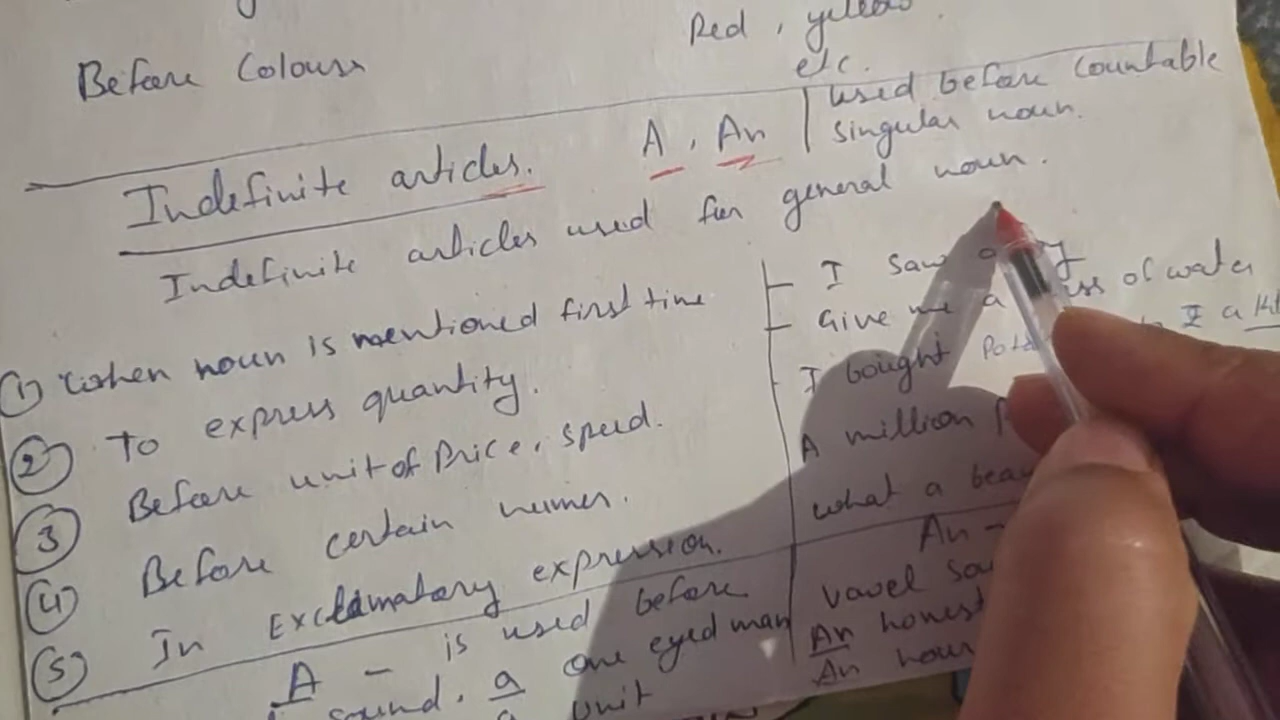 Red, yellow
Before Colours
etc.
Indefinite articles. A, An used before countable
singular noun.
Indefinite articles used for general noun.
① When noun is mentioned first time
I saw a
② To express quantity.
Give me a of water
③ Before unit of Price, speed.
I bought I a
④ Before certain numer.
A million
⑤ In Exclamatory expression.
what a
A - is used before
sound. a one eyed man
a unit
An -
vowel
An honest
An hour